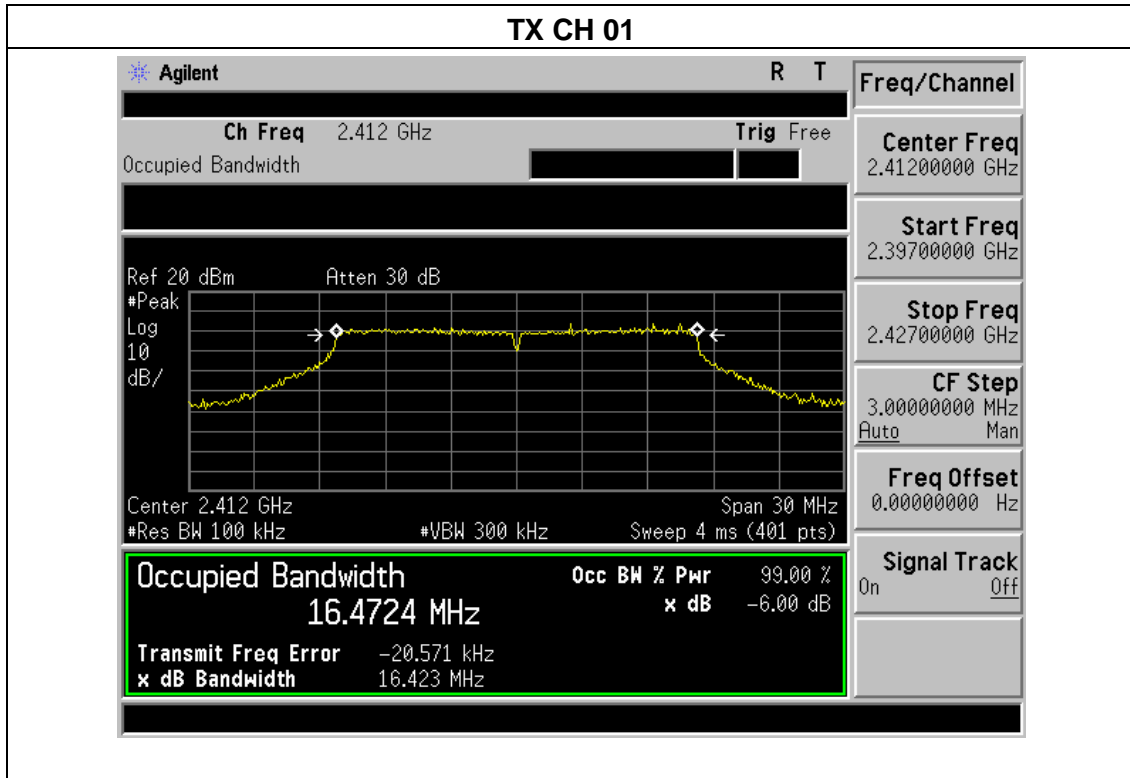 TX CH 01
Agilent R T
Freq/Channel
Ch Freq 2.412 GHz Trig Free
Occupied Bandwidth
Center Freq
2.41200000 GHz
Start Freq
2.39700000 GHz
Ref 20 dBm Atten 30 dB
#Peak
Log
10
dB/
Stop Freq
2.42700000 GHz
CF Step
3.00000000 MHz
Auto Man
Freq Offset
0.00000000 Hz
Center 2.412 GHz Span 30 MHz
#Res BW 100 kHz #VBW 300 kHz Sweep 4 ms (401 pts)
Signal Track
On Off
Occupied Bandwidth Occ BW % Pwr 99.00 %
16.4724 MHz x dB -6.00 dB
Transmit Freq Error -20.571 kHz
x dB Bandwidth 16.423 MHz